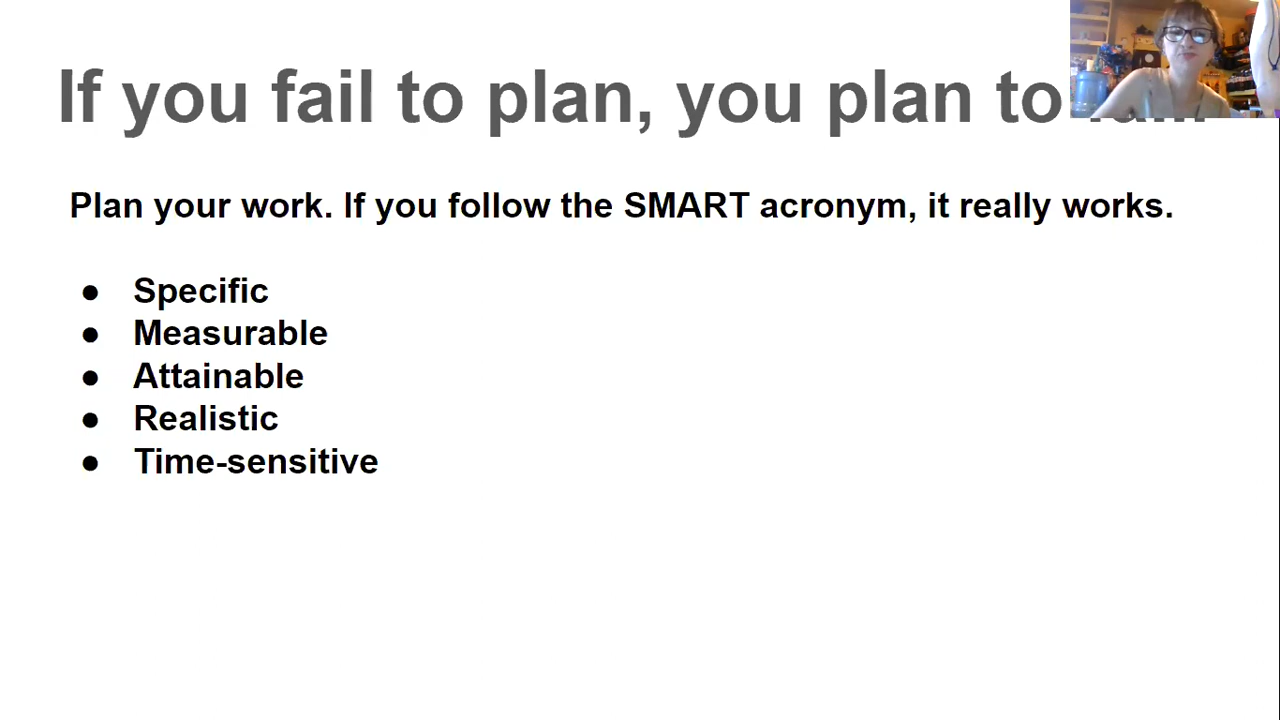 If you fail to plan, you plan to
Plan your work. If you follow the SMART acronym, it really works.
● Specific
● Measurable
● Attainable
● Realistic
● Time-sensitive